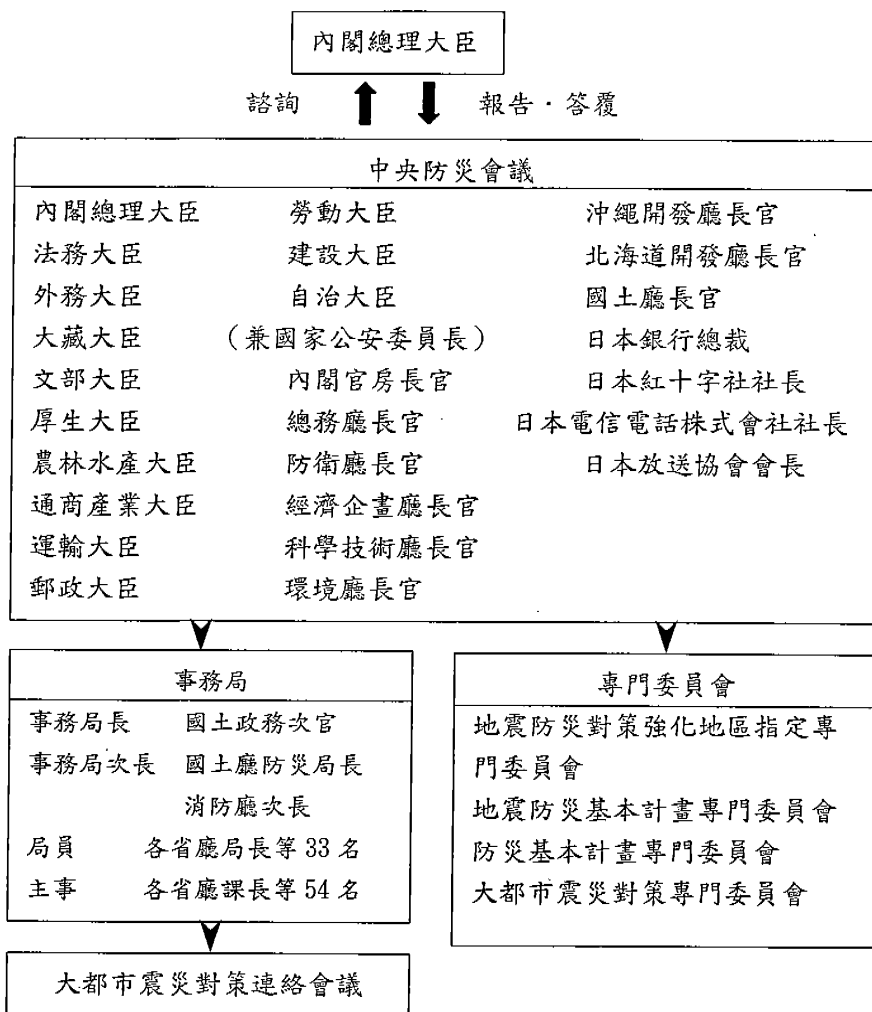 內閣總理大臣
諮詢 報告·答覆
中央防災會議
內閣總理大臣 勞動大臣 沖繩開發廳長官
法務大臣 建設大臣 北海道開發廳長官
外務大臣 自治大臣 國土廳長官
大藏大臣 (兼國家公安委員長) 日本銀行總裁
文部大臣 內閣官房長官 日本紅十字社社長
厚生大臣 總務廳長官 日本電信電話株式會社社長
農林水產大臣 防衛廳長官 日本放送協會會長
通商產業大臣 經濟企畫廳長官
運輸大臣 科學技術廳長官
郵政大臣 環境廳長官
事務局
事務局長 國土政務次官
事務局次長 國土廳防災局長
消防廳次長
局員 各省廳局長等33名
主事 各省廳課長等54名
專門委員會
地震防災對策強化地區指定專
門委員會
地震防災基本計畫專門委員會
防災基本計畫專門委員會
大都市震災對策專門委員會
大都市震災對策連絡會議